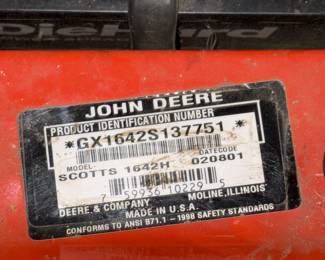 DieHard
JOHN DEERE
PRODUCT IDENTIFICATION NUMBER
*GX1642S137751*
MODEL: DATECODE
SCOTTS 1642H 020801
7 59936 10229 5
DEERE & COMPANY MOLINE, ILLINOIS
MADE IN U.S.A.
CONFORMS TO ANSI B71.1 - 1998 SAFETY STANDARDS